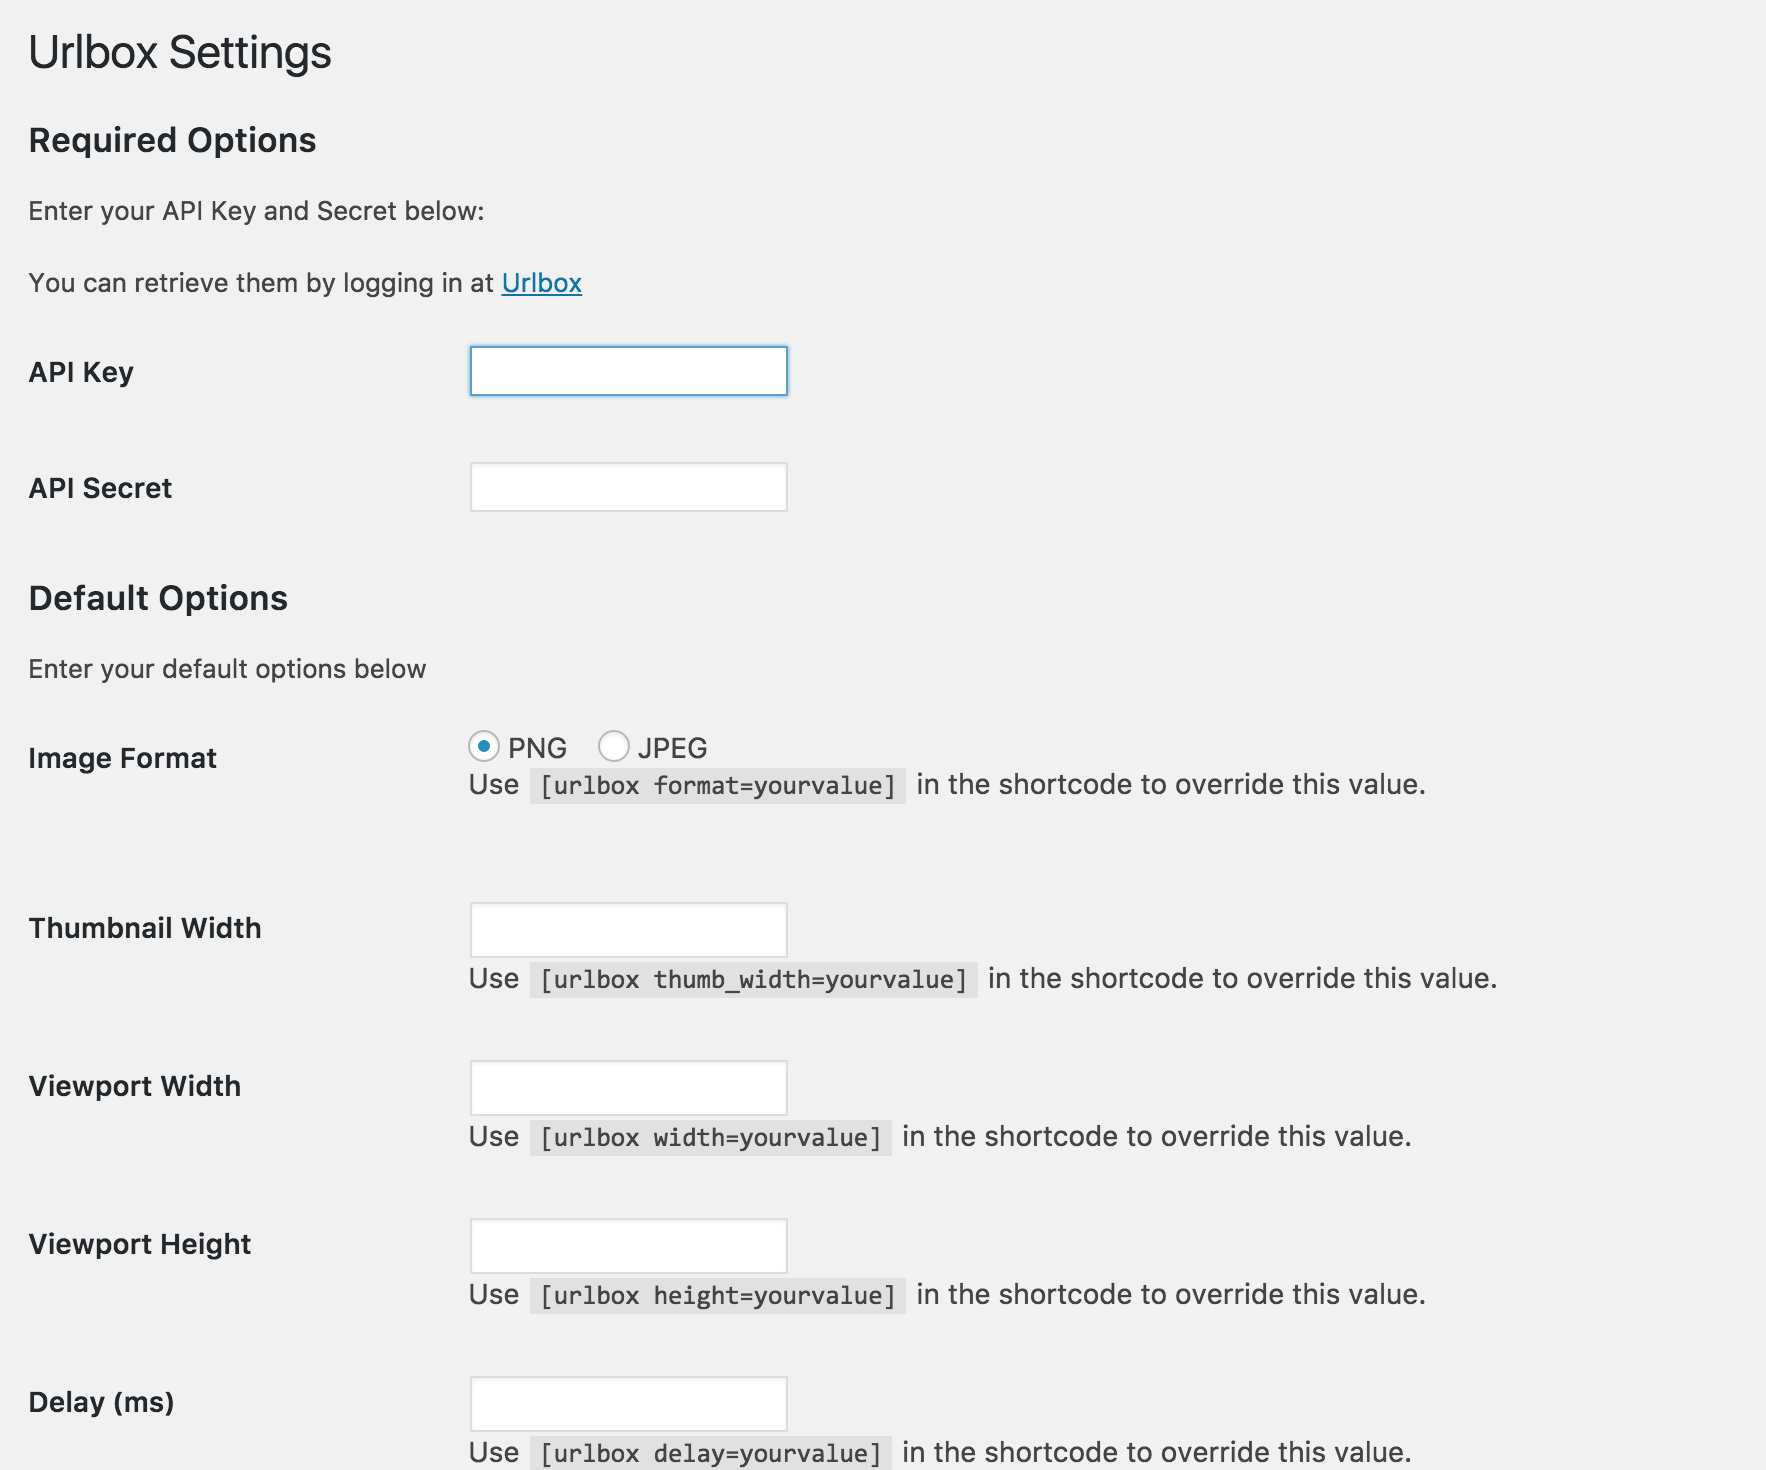 Urlbox Settings
Required Options
Enter your API Key and Secret below:
You can retrieve them by logging in at Urlbox
API Key
API Secret
Default Options
Enter your default options below
Image Format
PNG JPEG
Use [urlbox format=yourvalue] in the shortcode to override this value.
Thumbnail Width
Use [urlbox thumb_width=yourvalue] in the shortcode to override this value.
Viewport Width
Use [urlbox width=yourvalue] in the shortcode to override this value.
Viewport Height
Use [urlbox height=yourvalue] in the shortcode to override this value.
Delay (ms)
Use [urlbox delay=yourvalue] in the shortcode to override this value.